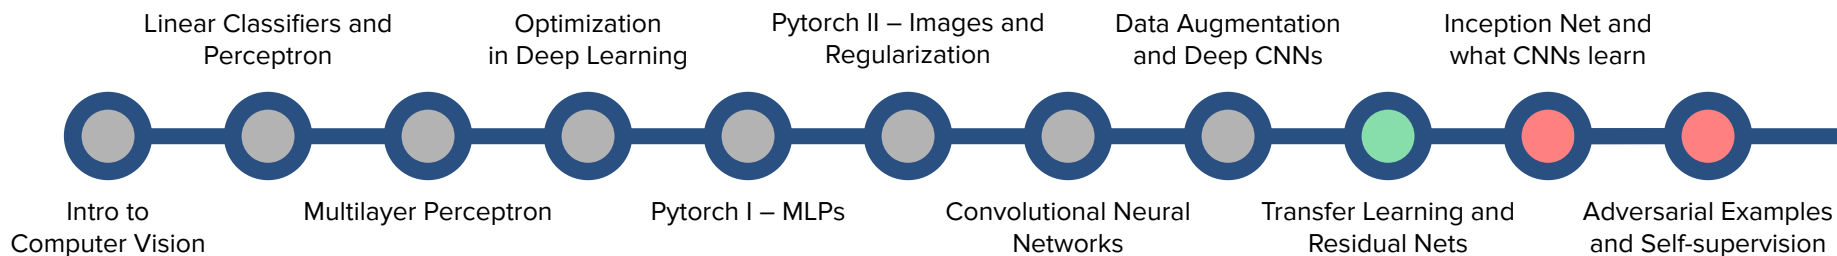 Linear Classifiers and
Perceptron
Optimization
in Deep Learning
Pytorch II – Images and
Regularization
Data Augmentation
and Deep CNNs
Inception Net and
what CNNs learn
Intro to
Computer Vision
Multilayer Perceptron
Pytorch I – MLPs
Convolutional Neural
Networks
Transfer Learning and
Residual Nets
Adversarial Examples
and Self-supervision